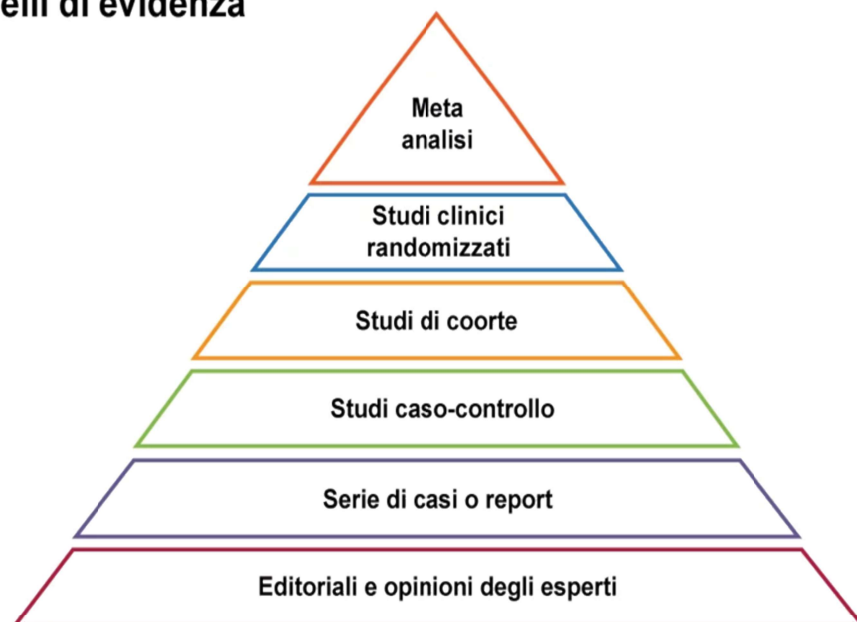 elli di evidenza
Meta
analisi
Studi clinici
randomizzati
Studi di coorte
Studi caso-controllo
Serie di casi o report
Editoriali e opinioni degli esperti